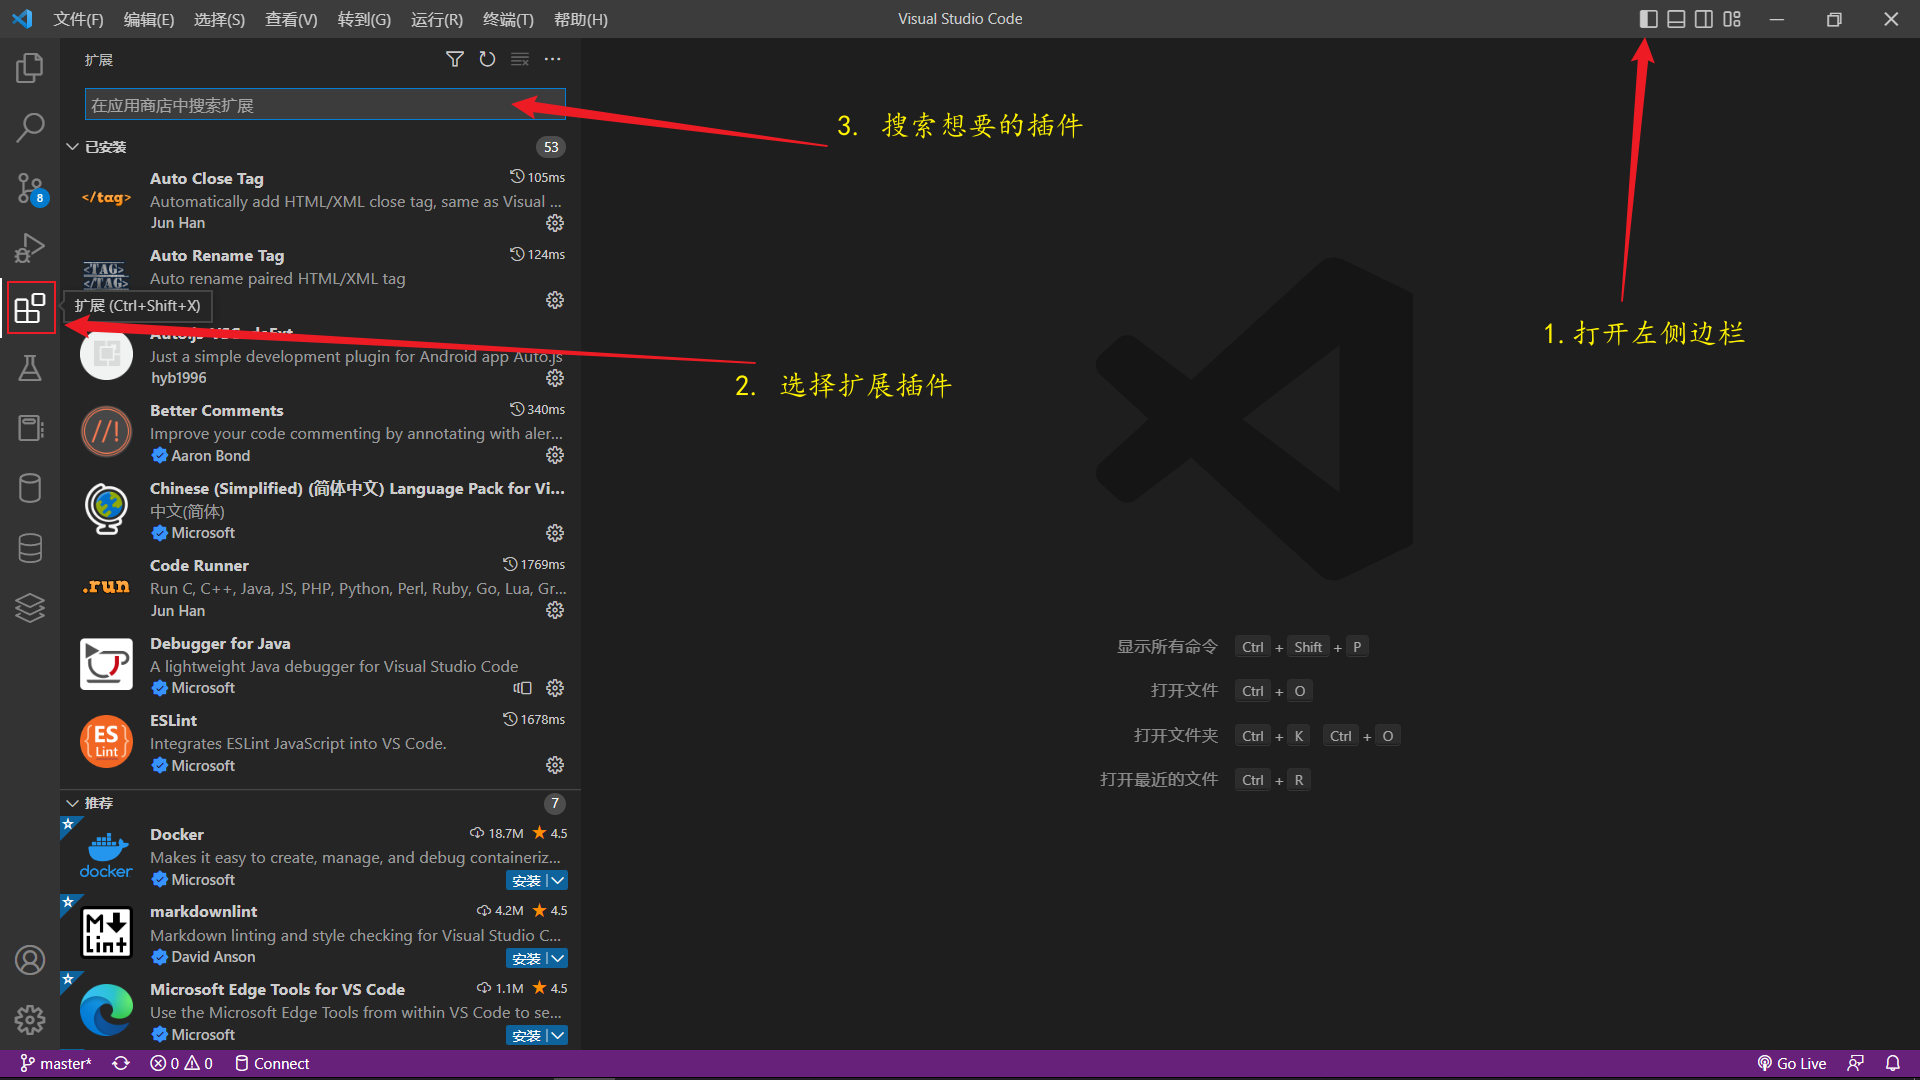 文件(F) 编辑(E) 选择(S) 查看(V) 转到(G) 运行(R) 终端(T) 帮助(H) Visual Studio Code
扩展
在应用商店中搜索扩展
3. 搜索想要的插件
已安装 53
Auto Close Tag 105ms
</tag>
Automatically add HTML/XML close tag, same as Visual ...
Jun Han
8
Auto Rename Tag 124ms
<TAG>
</TAG>
Auto rename paired HTML/XML tag
扩展 (Ctrl+Shift+X)
1.打开左侧边栏
Auto.js-VSCodeExt
Just a simple development plugin for Android app Auto.js
hyb1996
2. 选择扩展插件
Better Comments 340ms
//!
Improve your code commenting by annotating with aler...
Aaron Bond
Chinese (Simplified) (简体中文) Language Pack for Vi...
中文(简体)
Microsoft
Code Runner 1769ms
.run
Run C, C++, Java, JS, PHP, Python, Perl, Ruby, Go, Lua, Gr...
Jun Han
Debugger for Java
A lightweight Java debugger for Visual Studio Code
Microsoft
ESLint 1678ms
{ES}
Lint
Integrates ESLint JavaScript into VS Code.
Microsoft
显示所有命令 Ctrl + Shift + P
打开文件 Ctrl + O
打开文件夹 Ctrl + K Ctrl + O
打开最近的文件 Ctrl + R
推荐 7
Docker 18.7M 4.5
docker
Makes it easy to create, manage, and debug containeriz...
Microsoft 安装
markdownlint 4.2M 4.5
M
Lint
Markdown linting and style checking for Visual Studio C...
David Anson 安装
Microsoft Edge Tools for VS Code 1.1M 4.5
Use the Microsoft Edge Tools from within VS Code to se...
Microsoft 安装
master* 0 0 Connect Go Live